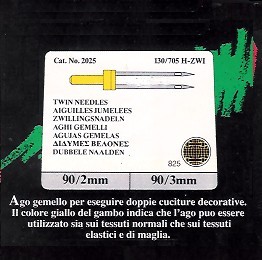 Cat. No. 2025 130/705 H-ZWI
TWIN NEEDLES
AIGUILLES JUMELEES
ZWILLINGSNADELN
AGHI GEMELLI
AGUJAS GEMELAS
ΔΙΔΥΜΕΣ ΒΕΛΟΝΕΣ
DUBBELE NAALDEN
825
90/2mm 90/3mm
Ago gemello per eseguire doppie cuciture decorative.
Il colore giallo del gambo indica che l'ago puo essere
utilizzato sia sui tessuti normali che sui tessuti
elastici e di maglia.